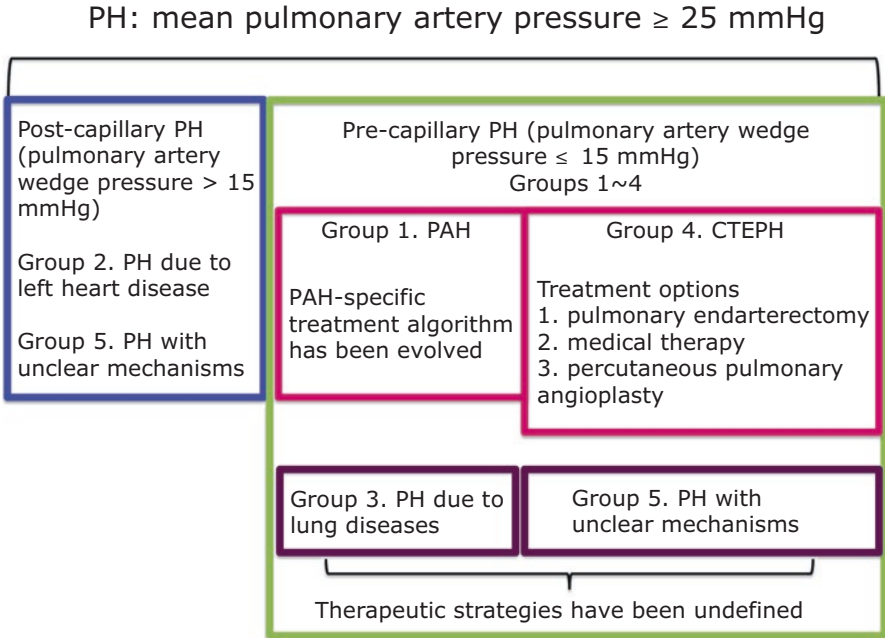 PH: mean pulmonary artery pressure ≥ 25 mmHg
Post-capillary PH
(pulmonary artery
wedge pressure > 15
mmHg)
Group 2. PH due to
left heart disease
Group 5. PH with
unclear mechanisms
Pre-capillary PH (pulmonary artery wedge
pressure ≤ 15 mmHg)
Groups 1~4
Group 1. PAH
PAH-specific
treatment algorithm
has been evolved
Group 4. CTEPH
Treatment options
1. pulmonary endarterectomy
2. medical therapy
3. percutaneous pulmonary
angioplasty
Group 3. PH due to
lung diseases
Group 5. PH with
unclear mechanisms
Therapeutic strategies have been undefined